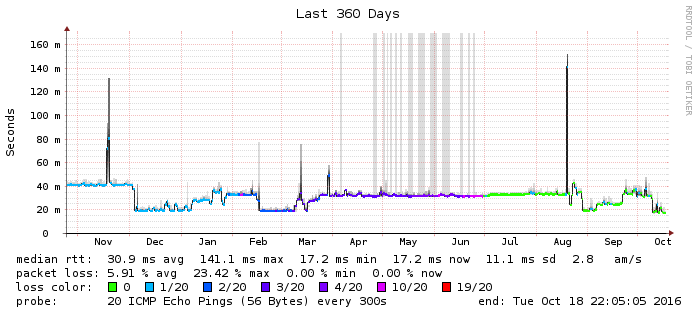 Last 360 Days
RRDTOOL / TOBI OETIKER
Seconds
160 m
140 m
120 m
100 m
80 m
60 m
40 m
20 m
0
Nov Dec Jan Feb Mar Apr May Jun Jul Aug Sep Oct
median rtt: 30.9 ms avg 141.1 ms max 17.2 ms min 17.2 ms now 11.1 ms sd 2.8 am/s
packet loss: 5.91 % avg 23.42 % max 0.00 % min 0.00 % now
loss color: 0 1/20 2/20 3/20 4/20 10/20 19/20
probe: 20 ICMP Echo Pings (56 Bytes) every 300s end: Tue Oct 18 22:05:05 2016